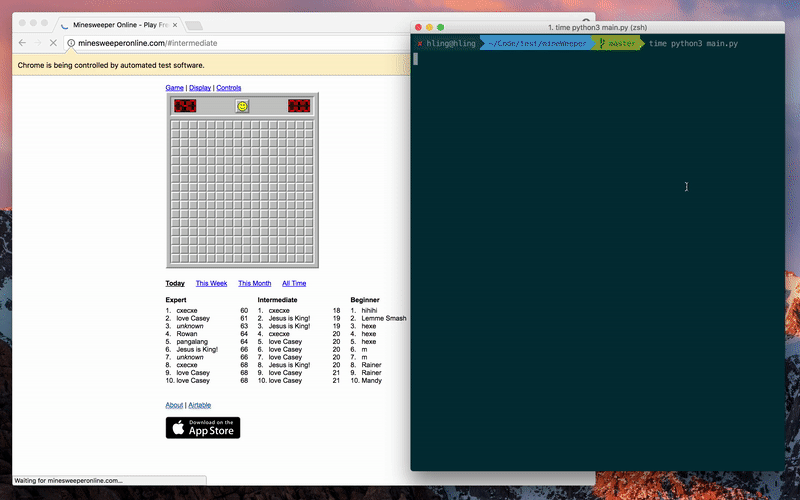 Minesweeper Online - Play Fre
minesweeperonline.com/#intermediate
Chrome is being controlled by automated test software.
Game | Display | Controls
Today This Week This Month All Time
Expert Intermediate Beginner
1. cxecxe 60 1. cxecxe 18 1. hihihi
2. love Casey 61 2. Jesus is King! 19 2. Lemme Smash
3. unknown 63 3. Jesus is King! 19 3. hexe
4. Rowan 64 4. cxecxe 20 4. hexe
5. pangalang 64 5. love Casey 20 5. hexe
6. Jesus is King! 66 6. love Casey 20 6. m
7. unknown 66 7. love Casey 20 7. m
8. cxecxe 68 8. Jesus is King! 20 8. Rainer
9. love Casey 68 9. love Casey 21 9. Rainer
10. love Casey 68 10. love Casey 21 10. Mandy
About | Airtable
Download on the
App Store
Waiting for minesweeperonline.com...
1. time python3 main.py (zsh)
✘ hling@hling ~/Code/test/mineWeeper master time python3 main.py